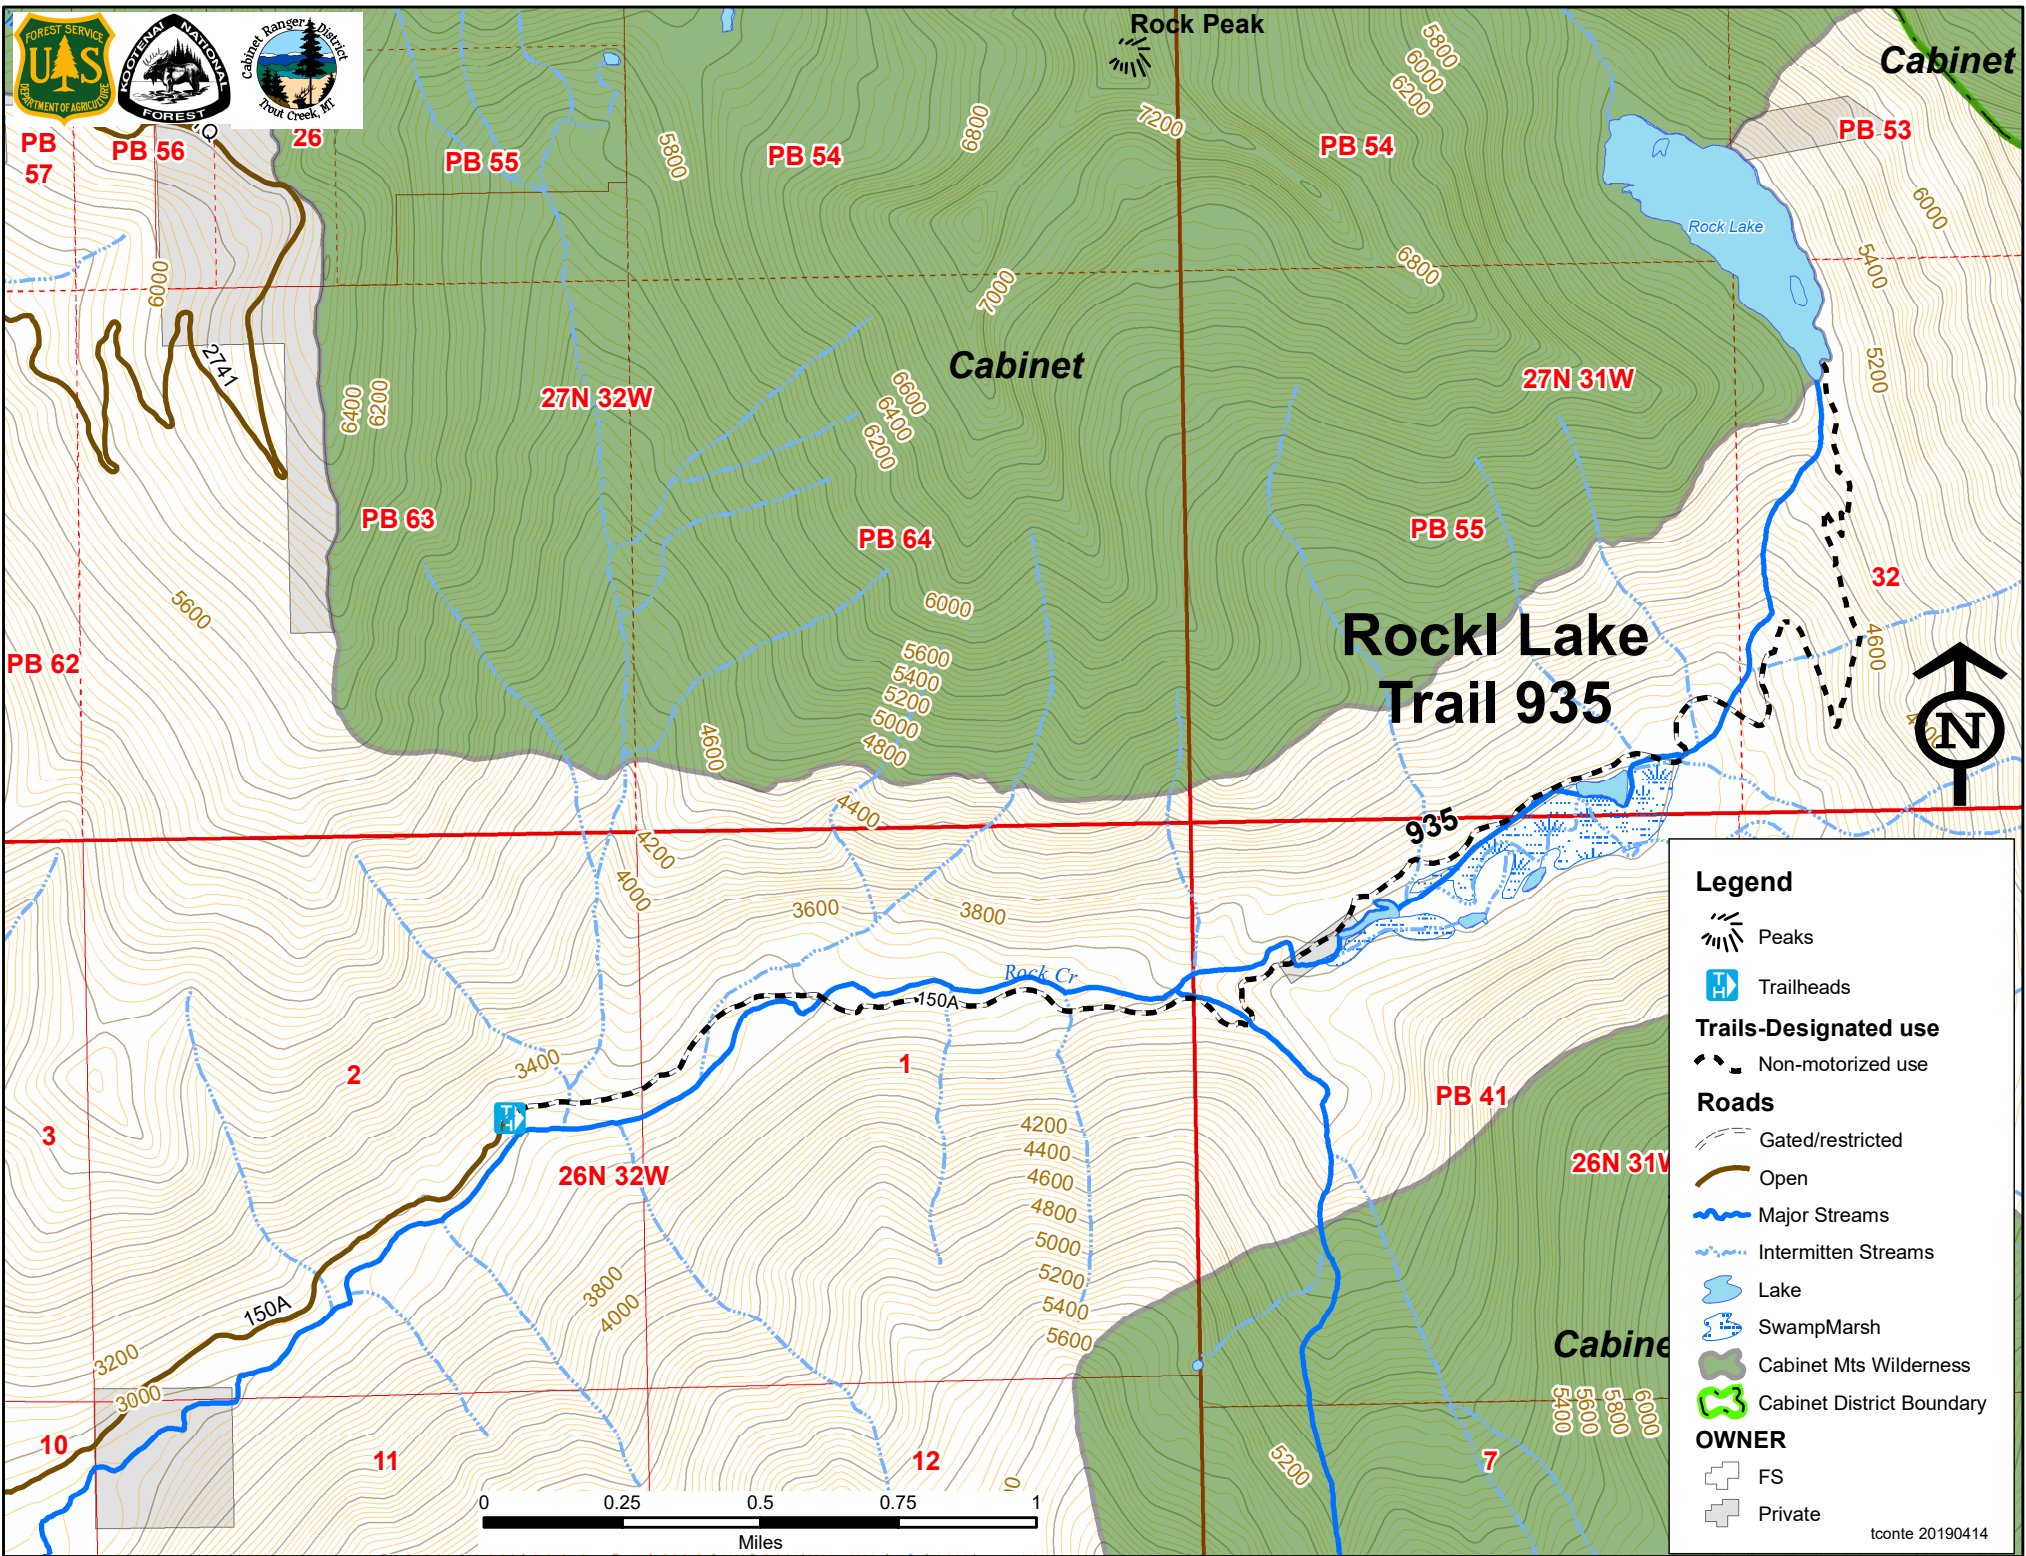 FOREST SERVICE
US
DEPARTMENT OF AGRICULTURE
KOOTENAI NATIONAL
FOREST
Cabinet Ranger District
Trout Creek, MT
Rock Peak
Cabinet
PB
57
PB 56
26
PB 55
PB 54
PB 54
PB 53
5800
6800
7200
5800
6000
6200
6000
Rock Lake
5400
6000
7000
6800
2741
5200
Cabinet
6400
6200
27N 32W
6600
6400
6200
27N 31W
PB 63
PB 64
PB 55
32
5600
6000
PB 62
RockI Lake
Trail 935
5600
5400
5200
5000
4800
4600
4600
N
4400
935
4200
4000
3600
3800
Rock Cr
150A
3400
2
1
3
PB 41
26N 32W
26N 31W
4200
4400
4600
4800
5000
5200
5400
5600
3800
4000
150A
3200
3000
Cabine
5400
5600
5800
6000
10
11
12
7
5200
0
0.25
0.5
0.75
1
Miles
Legend
Peaks
TH
Trailheads
Trails-Designated use
Non-motorized use
Roads
Gated/restricted
Open
Major Streams
Intermitten Streams
Lake
SwampMarsh
Cabinet Mts Wilderness
Cabinet District Boundary
OWNER
FS
Private
tconte 20190414